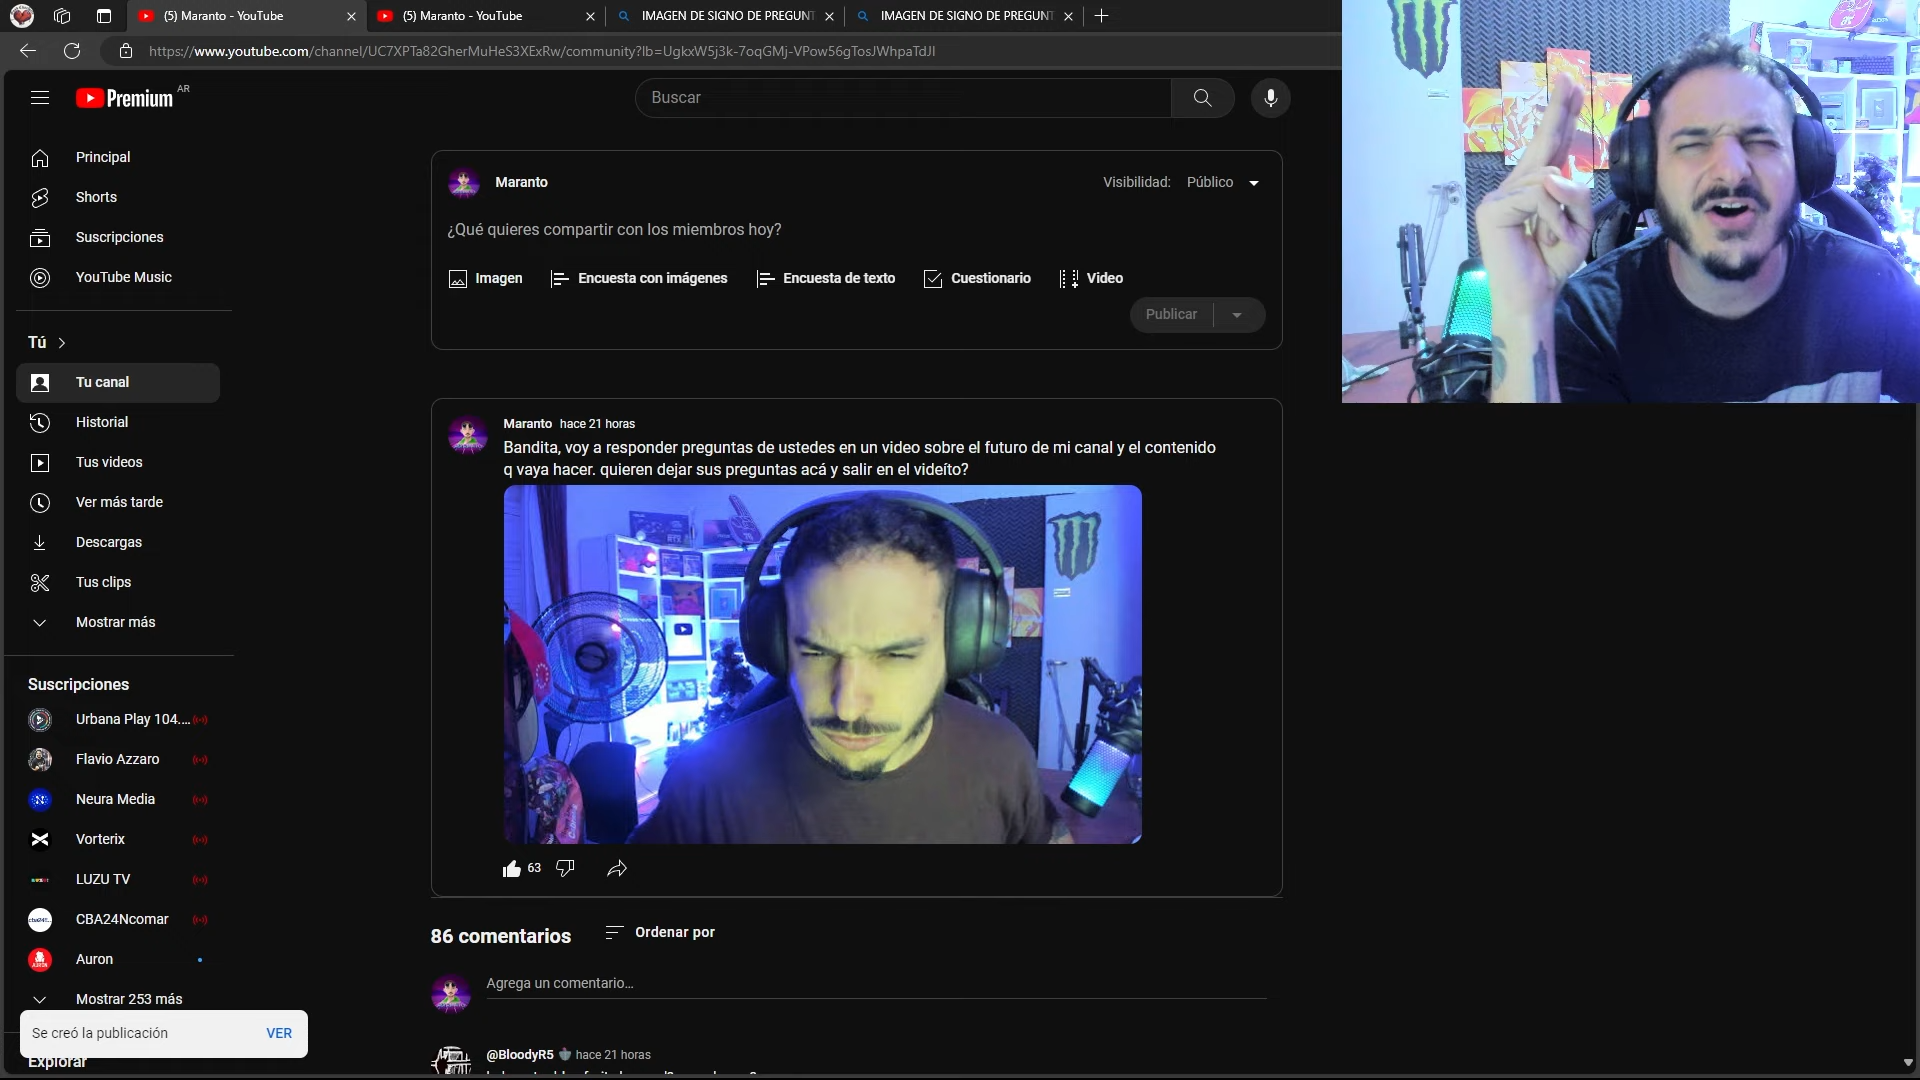 (5) Maranto - YouTube
(5) Maranto - YouTube
IMAGEN DE SIGNO DE PREGUNT
IMAGEN DE SIGNO DE PREGUNT
https://www.youtube.com/channel/UC7XPTa82GherMuHeS3XExRw/community?lb=UgkxW5j3k-7oqGMj-VPow56gTosJWhpaTdJI
Premium AR
Buscar
Principal
Shorts
Suscripciones
YouTube Music
Tú
Tu canal
Historial
Tus videos
Ver más tarde
Descargas
Tus clips
Mostrar más
Suscripciones
Urbana Play 104....
Flavio Azzaro
Neura Media
Vorterix
LUZU TV
CBA24Ncomar
Auron
Mostrar 253 más
Se creó la publicación VER
Explorar
Maranto
Visibilidad: Público
¿Qué quieres compartir con los miembros hoy?
Imagen Encuesta con imágenes Encuesta de texto Cuestionario Video
Publicar
Maranto hace 21 horas
Bandita, voy a responder preguntas de ustedes en un video sobre el futuro de mi canal y el contenido
q vaya hacer. quieren dejar sus preguntas acá y salir en el videíto?
63
86 comentarios Ordenar por
Agrega un comentario...
@BloodyR5 hace 21 horas